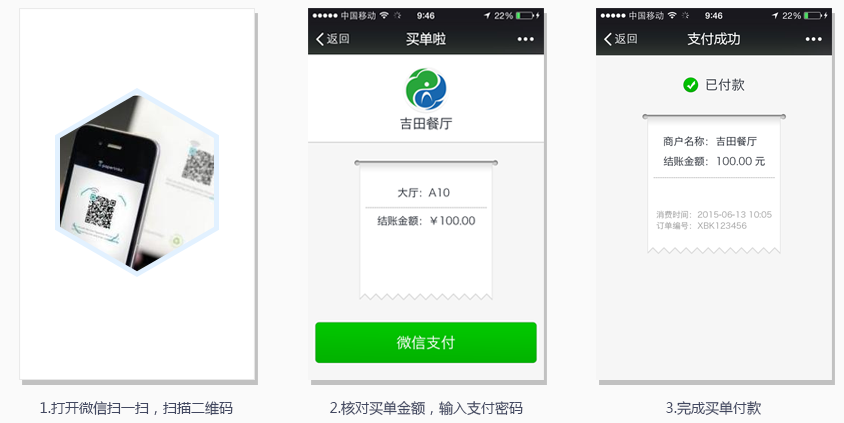 中国移动 9:46 22%
返回 买单啦
吉田餐厅
大厅：A10
结账金额：￥100.00
微信支付
中国移动 9:46 22%
返回 支付成功
已付款
商户名称：吉田餐厅
结账金额：100.00 元
消费时间：2015-06-13 10:05
订单编号：XBK123456
1.打开微信扫一扫，扫描二维码
2.核对买单金额，输入支付密码
3.完成买单付款